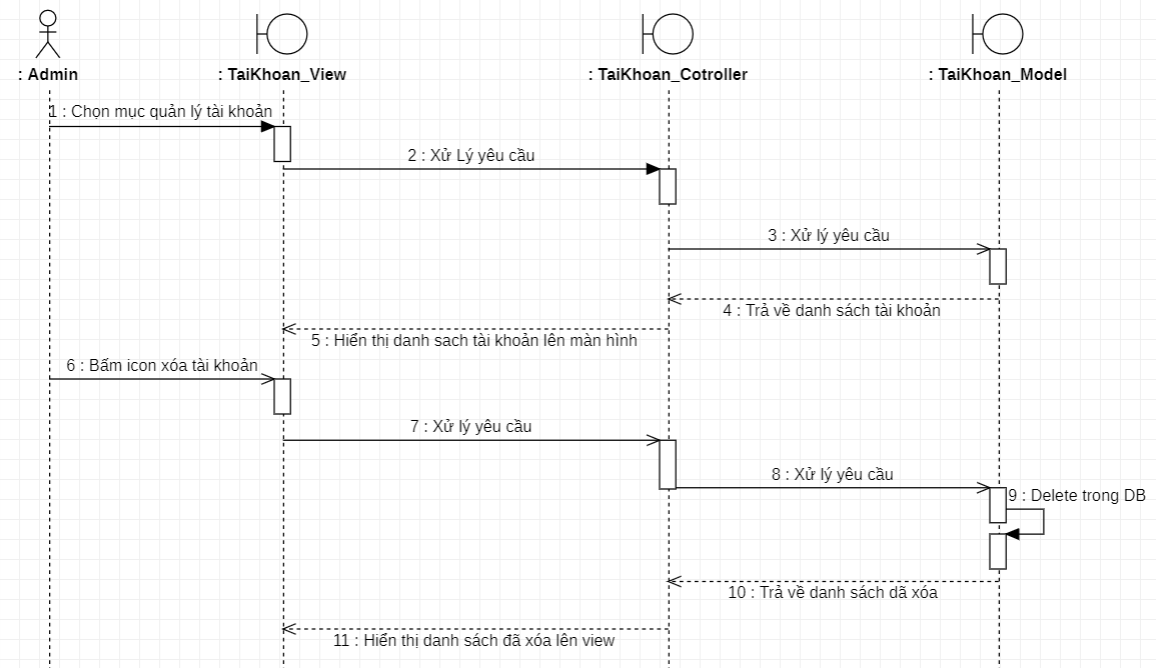 : Admin
: TaiKhoan_View
: TaiKhoan_Cotroller
: TaiKhoan_Model
1 : Chọn mục quản lý tài khoản
2 : Xử Lý yêu cầu
3 : Xử lý yêu cầu
4 : Trả về danh sách tài khoản
5 : Hiển thị danh sach tài khoản lên màn hình
6 : Bấm icon xóa tài khoản
7 : Xử lý yêu cầu
8 : Xử lý yêu cầu
9 : Delete trong DB
10 : Trả về danh sách dã xóa
11 : Hiển thị danh sách đã xóa lên view